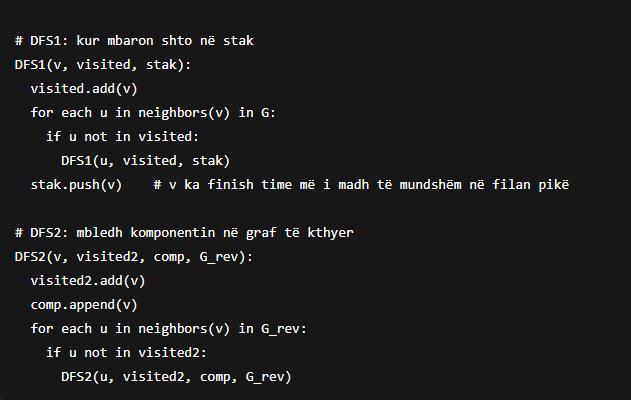 # DFS1: kur mbaron shto në stak
DFS1(v, visited, stak):
  visited.add(v)
  for each u in neighbors(v) in G:
    if u not in visited:
      DFS1(u, visited, stak)
  stak.push(v)    # v ka finish time më i madh të mundshëm në filan pikë

# DFS2: mbledh komponentin në graf të kthyer
DFS2(v, visited2, comp, G_rev):
  visited2.add(v)
  comp.append(v)
  for each u in neighbors(v) in G_rev:
    if u not in visited2:
      DFS2(u, visited2, comp, G_rev)